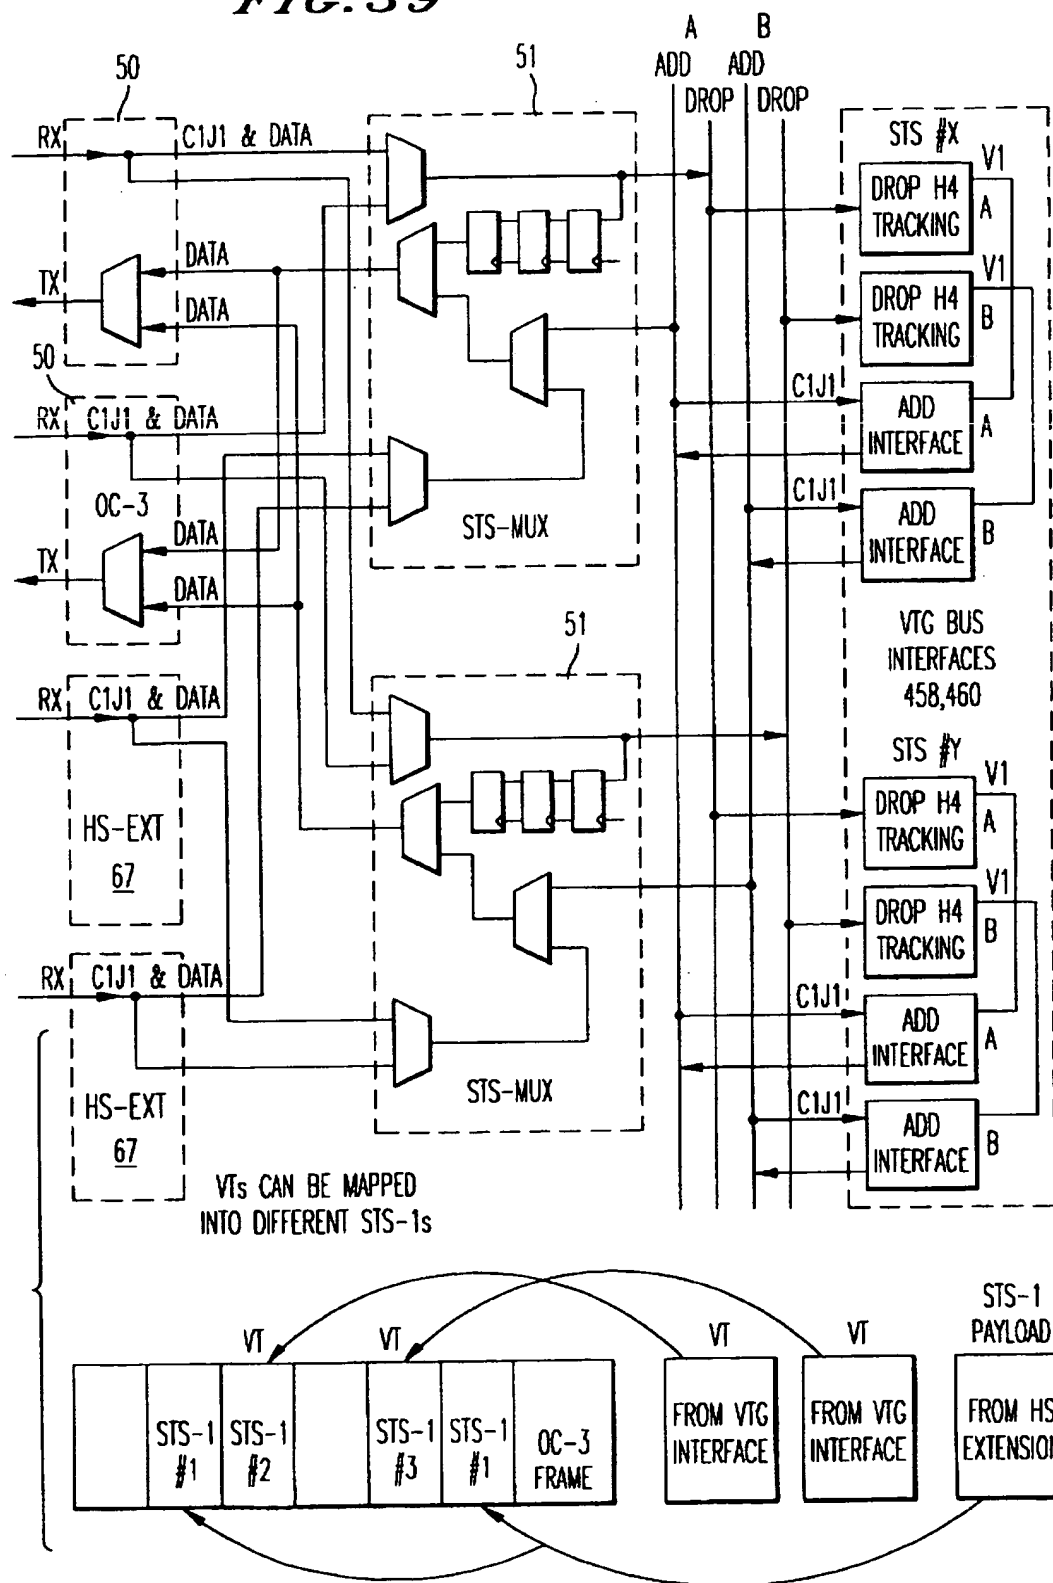 FIG. 39
A B
ADD ADD
DROP DROP
50
51
RX
C1J1 & DATA
DATA
TX
DATA
50
RX
C1J1 & DATA
OC-3
DATA
TX
DATA
STS-MUX
51
RX
C1J1 & DATA
HS-EXT
67
RX
C1J1 & DATA
HS-EXT
67
STS-MUX
STS #X
V1
DROP H4
TRACKING
A
V1
DROP H4
TRACKING
B
C1J1
ADD
INTERFACE
A
C1J1
ADD
INTERFACE
B
VTG BUS
INTERFACES
458,460
STS #Y
V1
DROP H4
TRACKING
A
V1
DROP H4
TRACKING
B
C1J1
ADD
INTERFACE
A
C1J1
ADD
INTERFACE
B
VTs CAN BE MAPPED
INTO DIFFERENT STS-1s
VT
VT
VT
VT
STS-1
PAYLOAD
STS-1
#1
STS-1
#2
STS-1
#3
STS-1
#1
OC-3
FRAME
FROM VTG
INTERFACE
FROM VTG
INTERFACE
FROM HS
EXTENSION